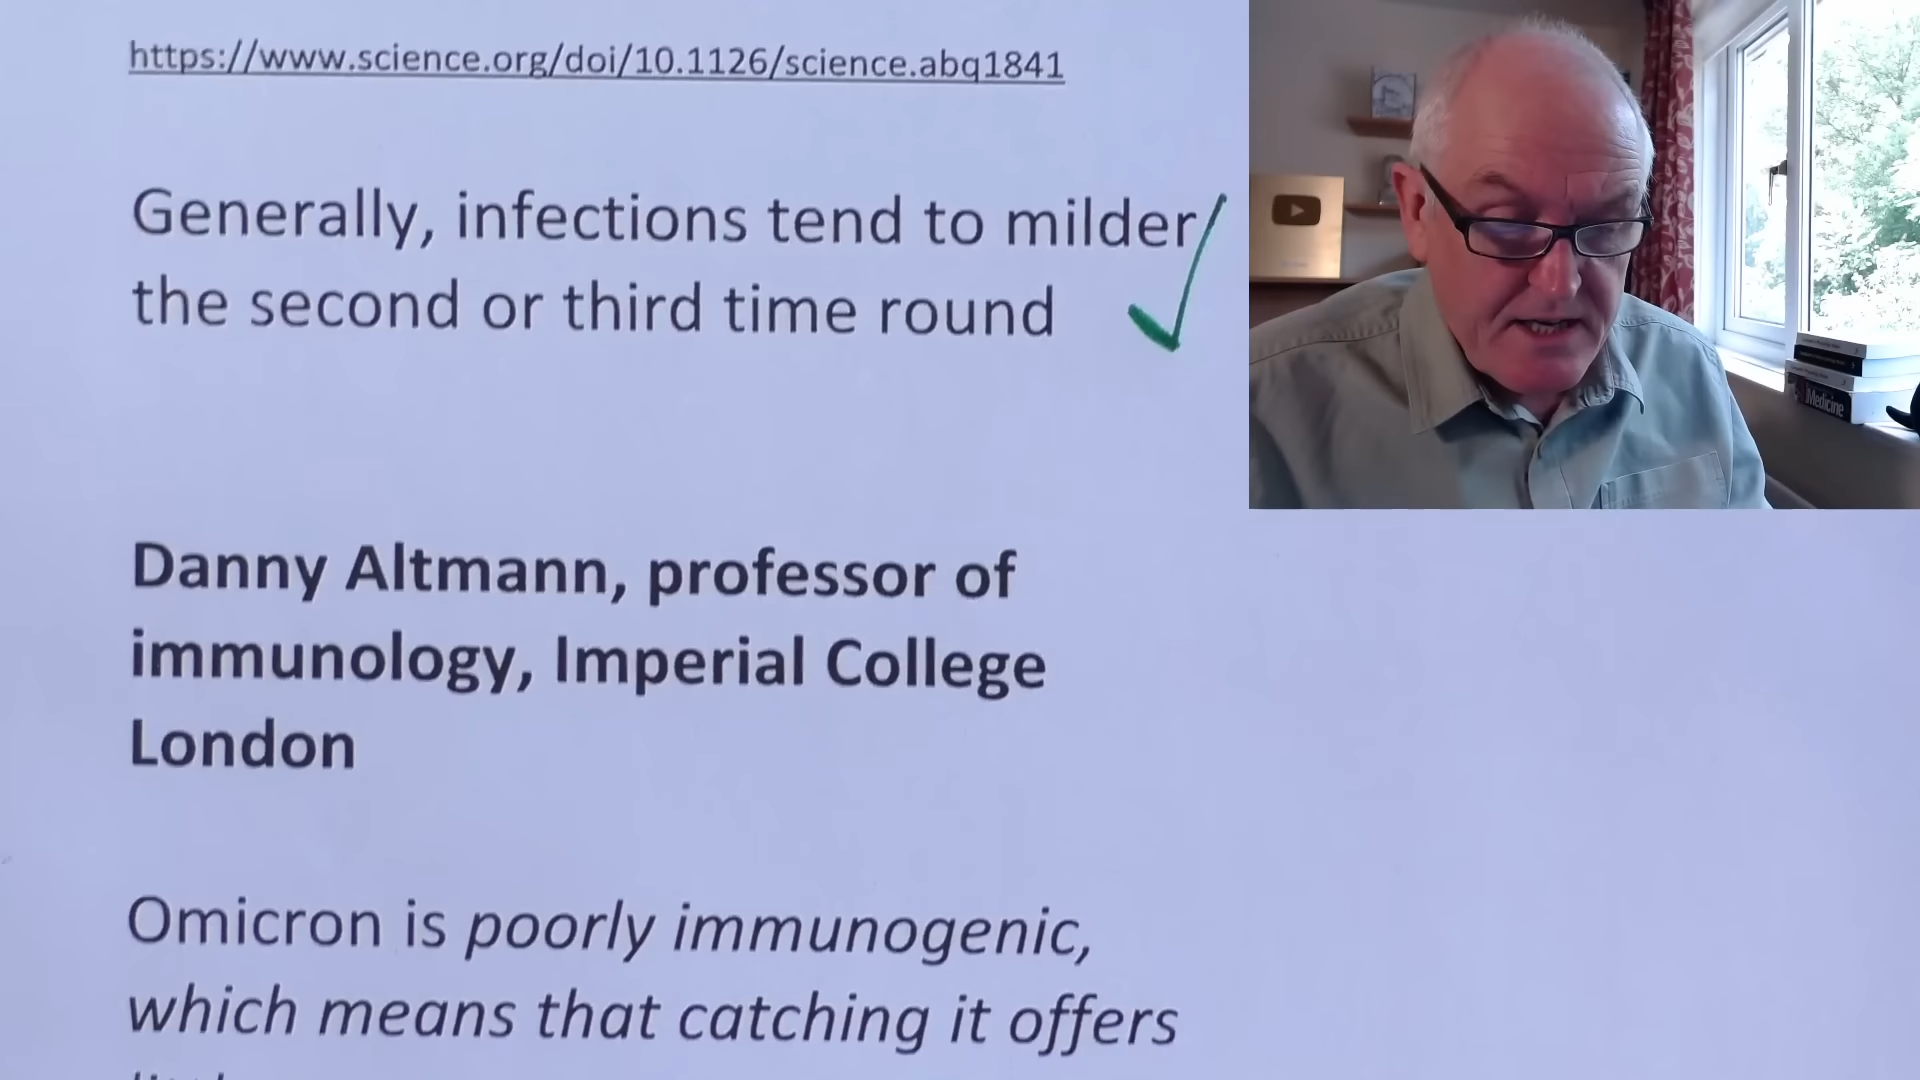 https://www.science.org/doi/10.1126/science.abq1841
Generally, infections tend to milder
the second or third time round
Danny Altmann, professor of
immunology, Imperial College
London
Omicron is poorly immunogenic,
which means that catching it offers
Medicine